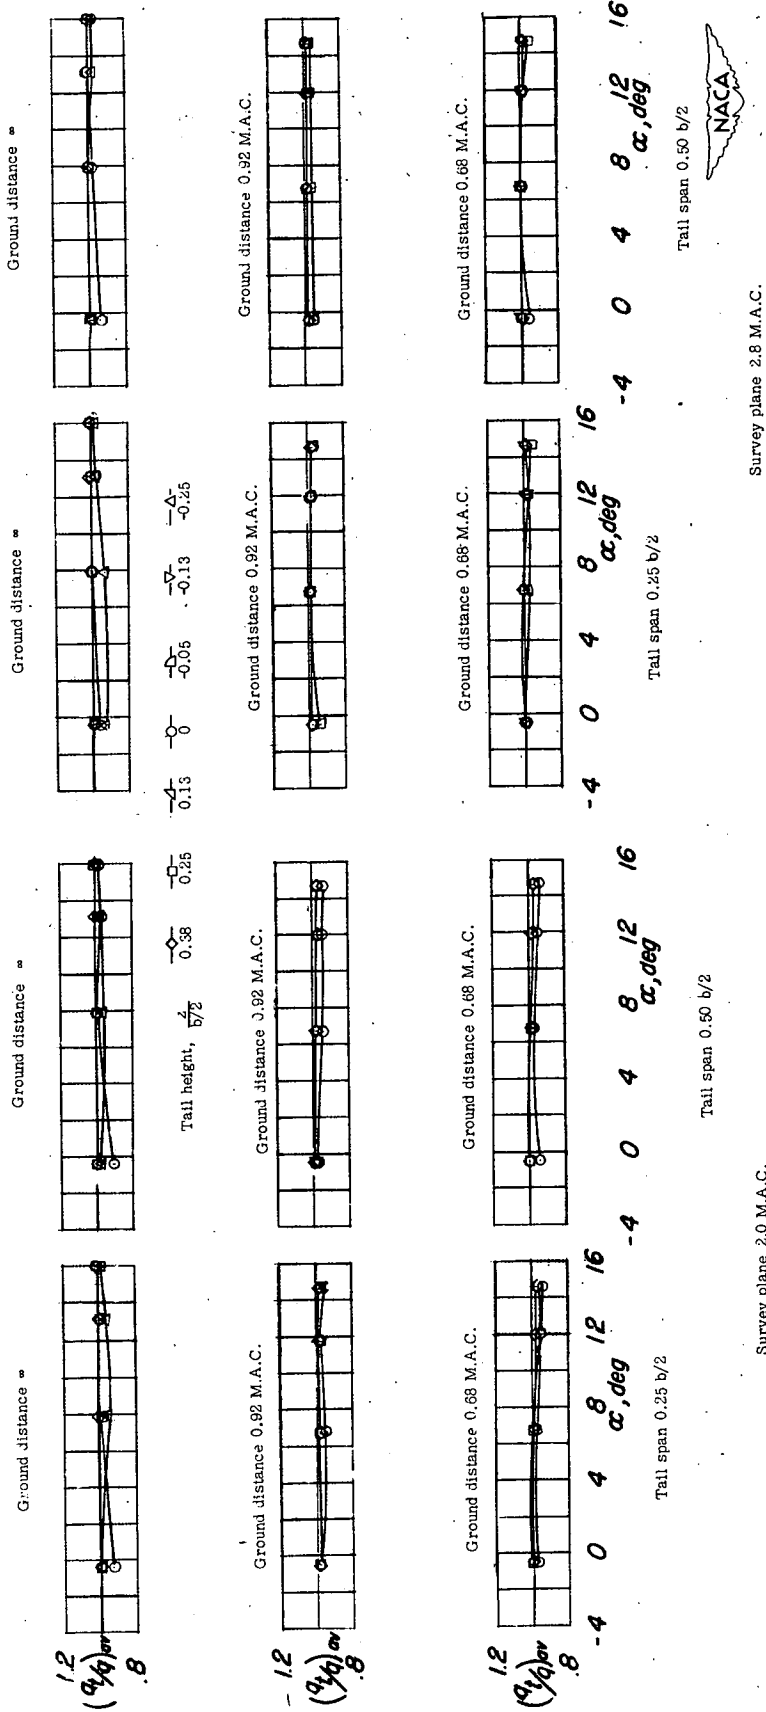 Ground distance ∞
Ground distance ∞
Ground distance ∞
Ground distance ∞
1.2
(qt/q)av
.8
Tail height, z/b/2
0.38
0.25
0.13
0
-0.05
-0.13
-0.25
Ground distance 0.92 M.A.C.
Ground distance 0.92 M.A.C.
Ground distance 0.92 M.A.C.
Ground distance 0.92 M.A.C.
1.2
(qt/q)av
.8
Ground distance 0.68 M.A.C.
Ground distance 0.68 M.A.C.
Ground distance 0.68 M.A.C.
Ground distance 0.68 M.A.C.
1.2
(qt/q)av
.8
-4 0 4 8 12 16
α, deg
-4 0 4 8 12 16
α, deg
-4 0 4 8 12 16
α, deg
-4 0 4 8 12 16
α, deg
Tail span 0.25 b/2
Tail span 0.50 b/2
Tail span 0.25 b/2
Tail span 0.50 b/2
NACA
Survey plane 2.0 M.A.C.
Survey plane 2.8 M.A.C.